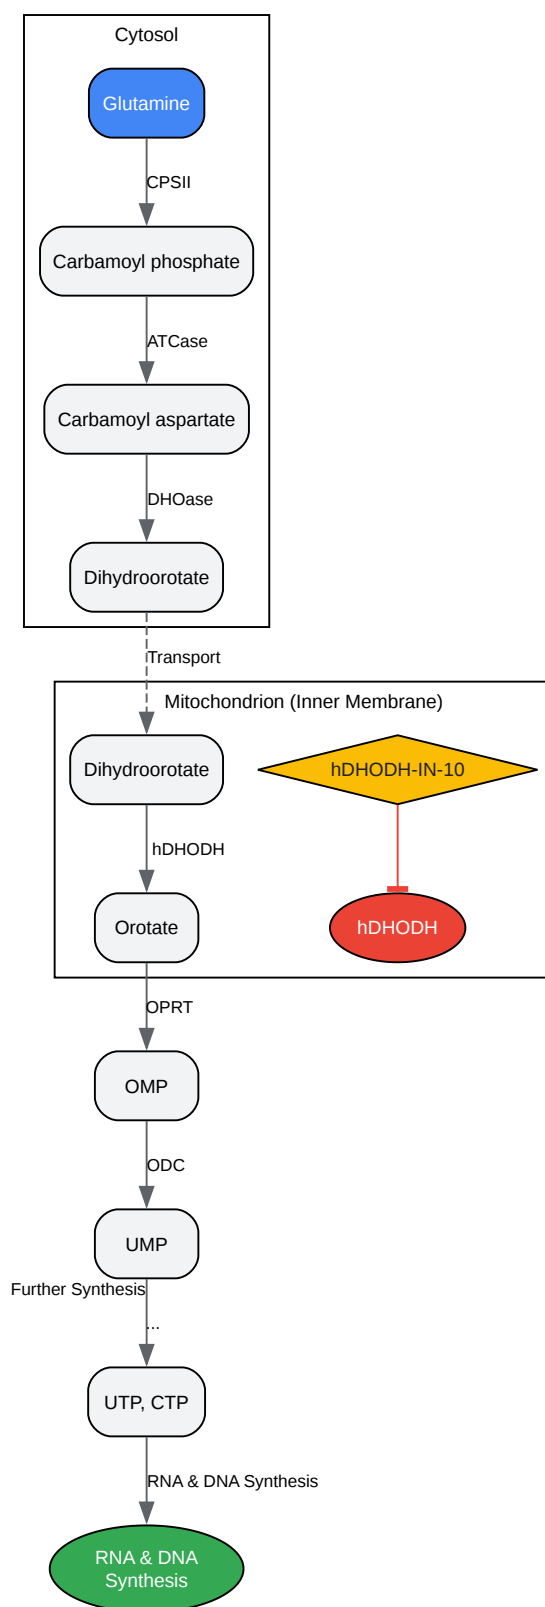 Cytosol
Glutamine
CPSII
Carbamoyl phosphate
ATCase
Carbamoyl aspartate
DHOase
Dihydroorotate
Transport
Mitochondrion (Inner Membrane)
Dihydroorotate
hDHODH-IN-10
hDHODH
Orotate
hDHODH
OPRT
OMP
ODC
UMP
Further Synthesis
...
UTP, CTP
RNA & DNA Synthesis
RNA & DNA
Synthesis